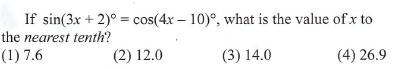 If sin(3x + 2)° = cos(4x – 10)°, what is the value of x to
the nearest tenth?
(1) 7.6 (2) 12.0 (3) 14.0 (4) 26.9